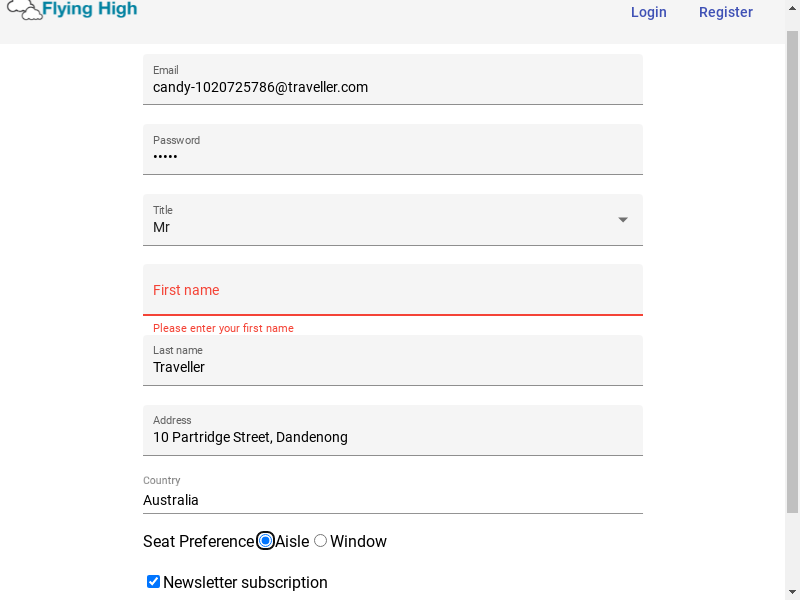 Flying High
Login Register
Email
candy-1020725786@traveller.com
Password
•••••
Title
Mr
First name
Please enter your first name
Last name
Traveller
Address
10 Partridge Street, Dandenong
Country
Australia
Seat Preference Aisle Window
Newsletter subscription